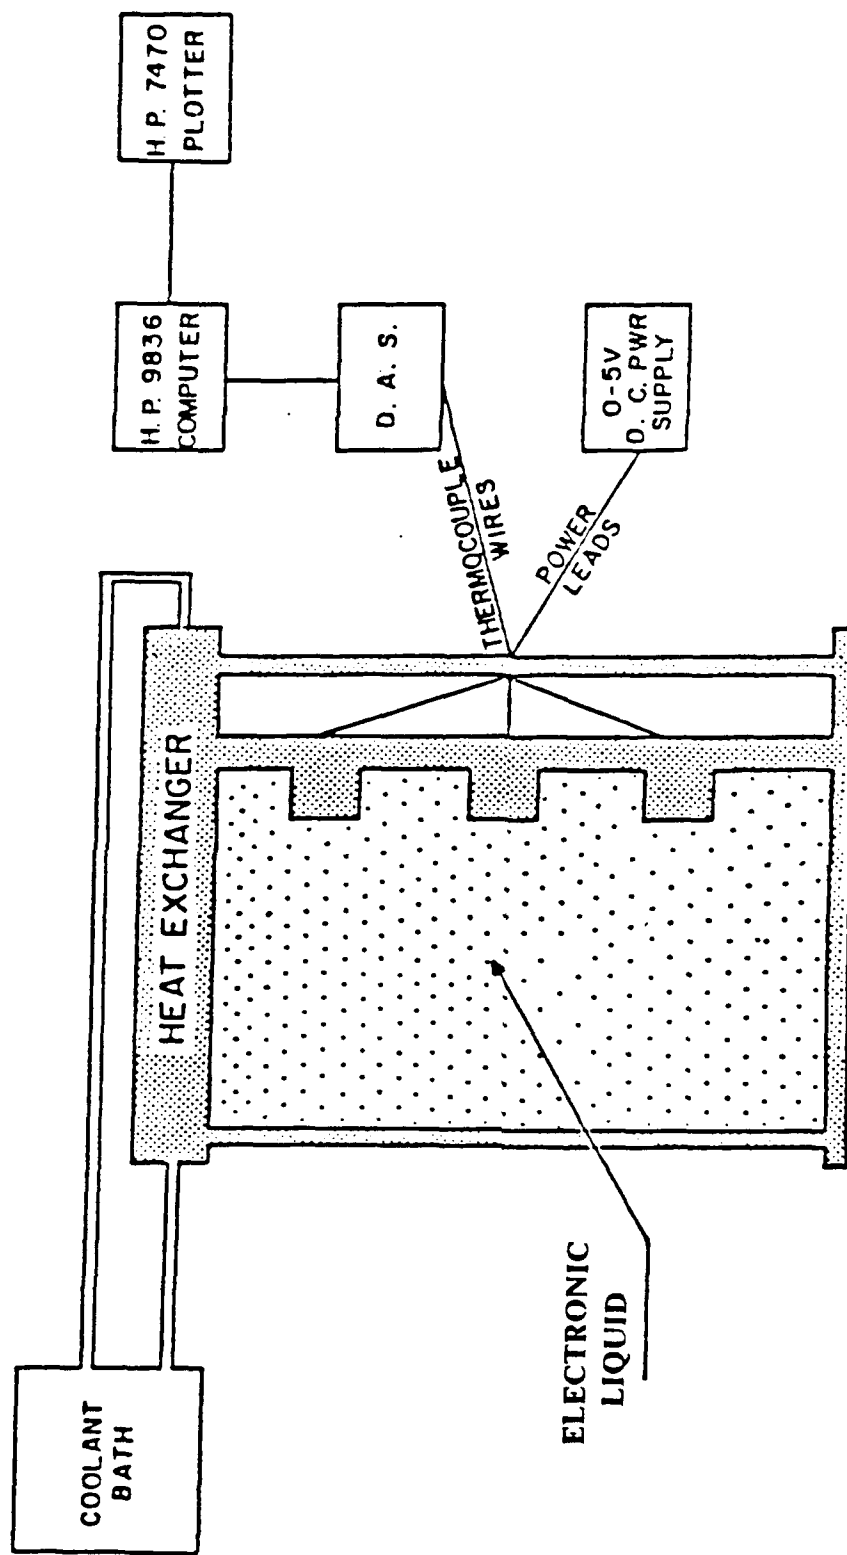 COOLANT
BATH
HEAT EXCHANGER
H.P. 9836
COMPUTER
H.P. 7470
PLOTTER
D. A. S.
THERMOCOUPLE
WIRES
0-5V
D. C. PWR
SUPPLY
POWER
LEADS
ELECTRONIC
LIQUID